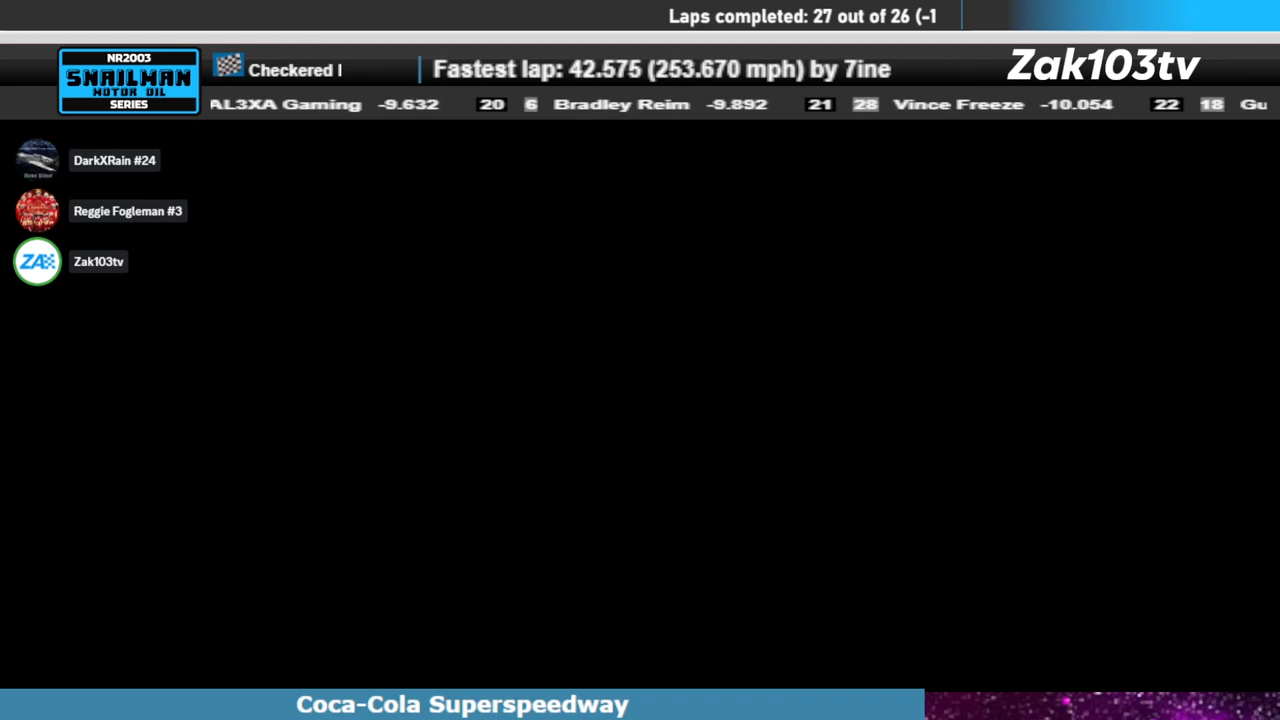 Laps completed: 27 out of 26 (-1
NR2003
SNAILMAN
MOTOR OIL
SERIES
Checkered
Fastest lap: 42.575 (253.670 mph) by 7ine
Zak103tv
AL3XA Gaming -9.632 20 6 Bradley Reim -9.892 21 28 Vince Freeze -10.054 22 18 Gu
DarkXRain #24
Reggie Fogleman #3
ZA
Zak103tv
Coca-Cola Superspeedway